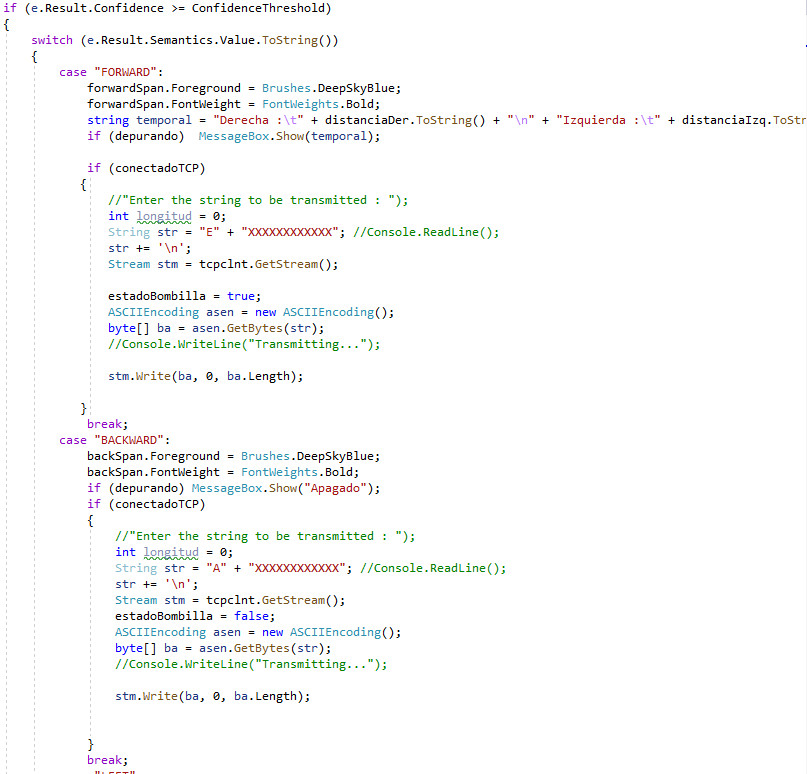 if (e.Result.Confidence >= ConfidenceThreshold)
{
switch (e.Result.Semantics.Value.ToString())
{
case "FORWARD":
forwardSpan.Foreground = Brushes.DeepSkyBlue;
forwardSpan.FontWeight = FontWeights.Bold;
string temporal = "Derecha :\t" + distanciaDer.ToString() + "\n" + "Izquierda :\t" + distanciaIzq.ToStr
if (depurando)  MessageBox.Show(temporal);
if (conectadoTCP)
{
//"Enter the string to be transmitted : ");
int longitud = 0;
String str = "E" + "XXXXXXXXXXXX"; //Console.ReadLine();
str += '\n';
Stream stm = tcpclnt.GetStream();
estadoBombilla = true;
ASCIIEncoding asen = new ASCIIEncoding();
byte[] ba = asen.GetBytes(str);
//Console.WriteLine("Transmitting...");
stm.Write(ba, 0, ba.Length);
}
break;
case "BACKWARD":
backSpan.Foreground = Brushes.DeepSkyBlue;
backSpan.FontWeight = FontWeights.Bold;
if (depurando) MessageBox.Show("Apagado");
if (conectadoTCP)
{
//"Enter the string to be transmitted : ");
int longitud = 0;
String str = "A" + "XXXXXXXXXXXX"; //Console.ReadLine();
str += '\n';
Stream stm = tcpclnt.GetStream();
estadoBombilla = false;
ASCIIEncoding asen = new ASCIIEncoding();
byte[] ba = asen.GetBytes(str);
//Console.WriteLine("Transmitting...");
stm.Write(ba, 0, ba.Length);
}
break;